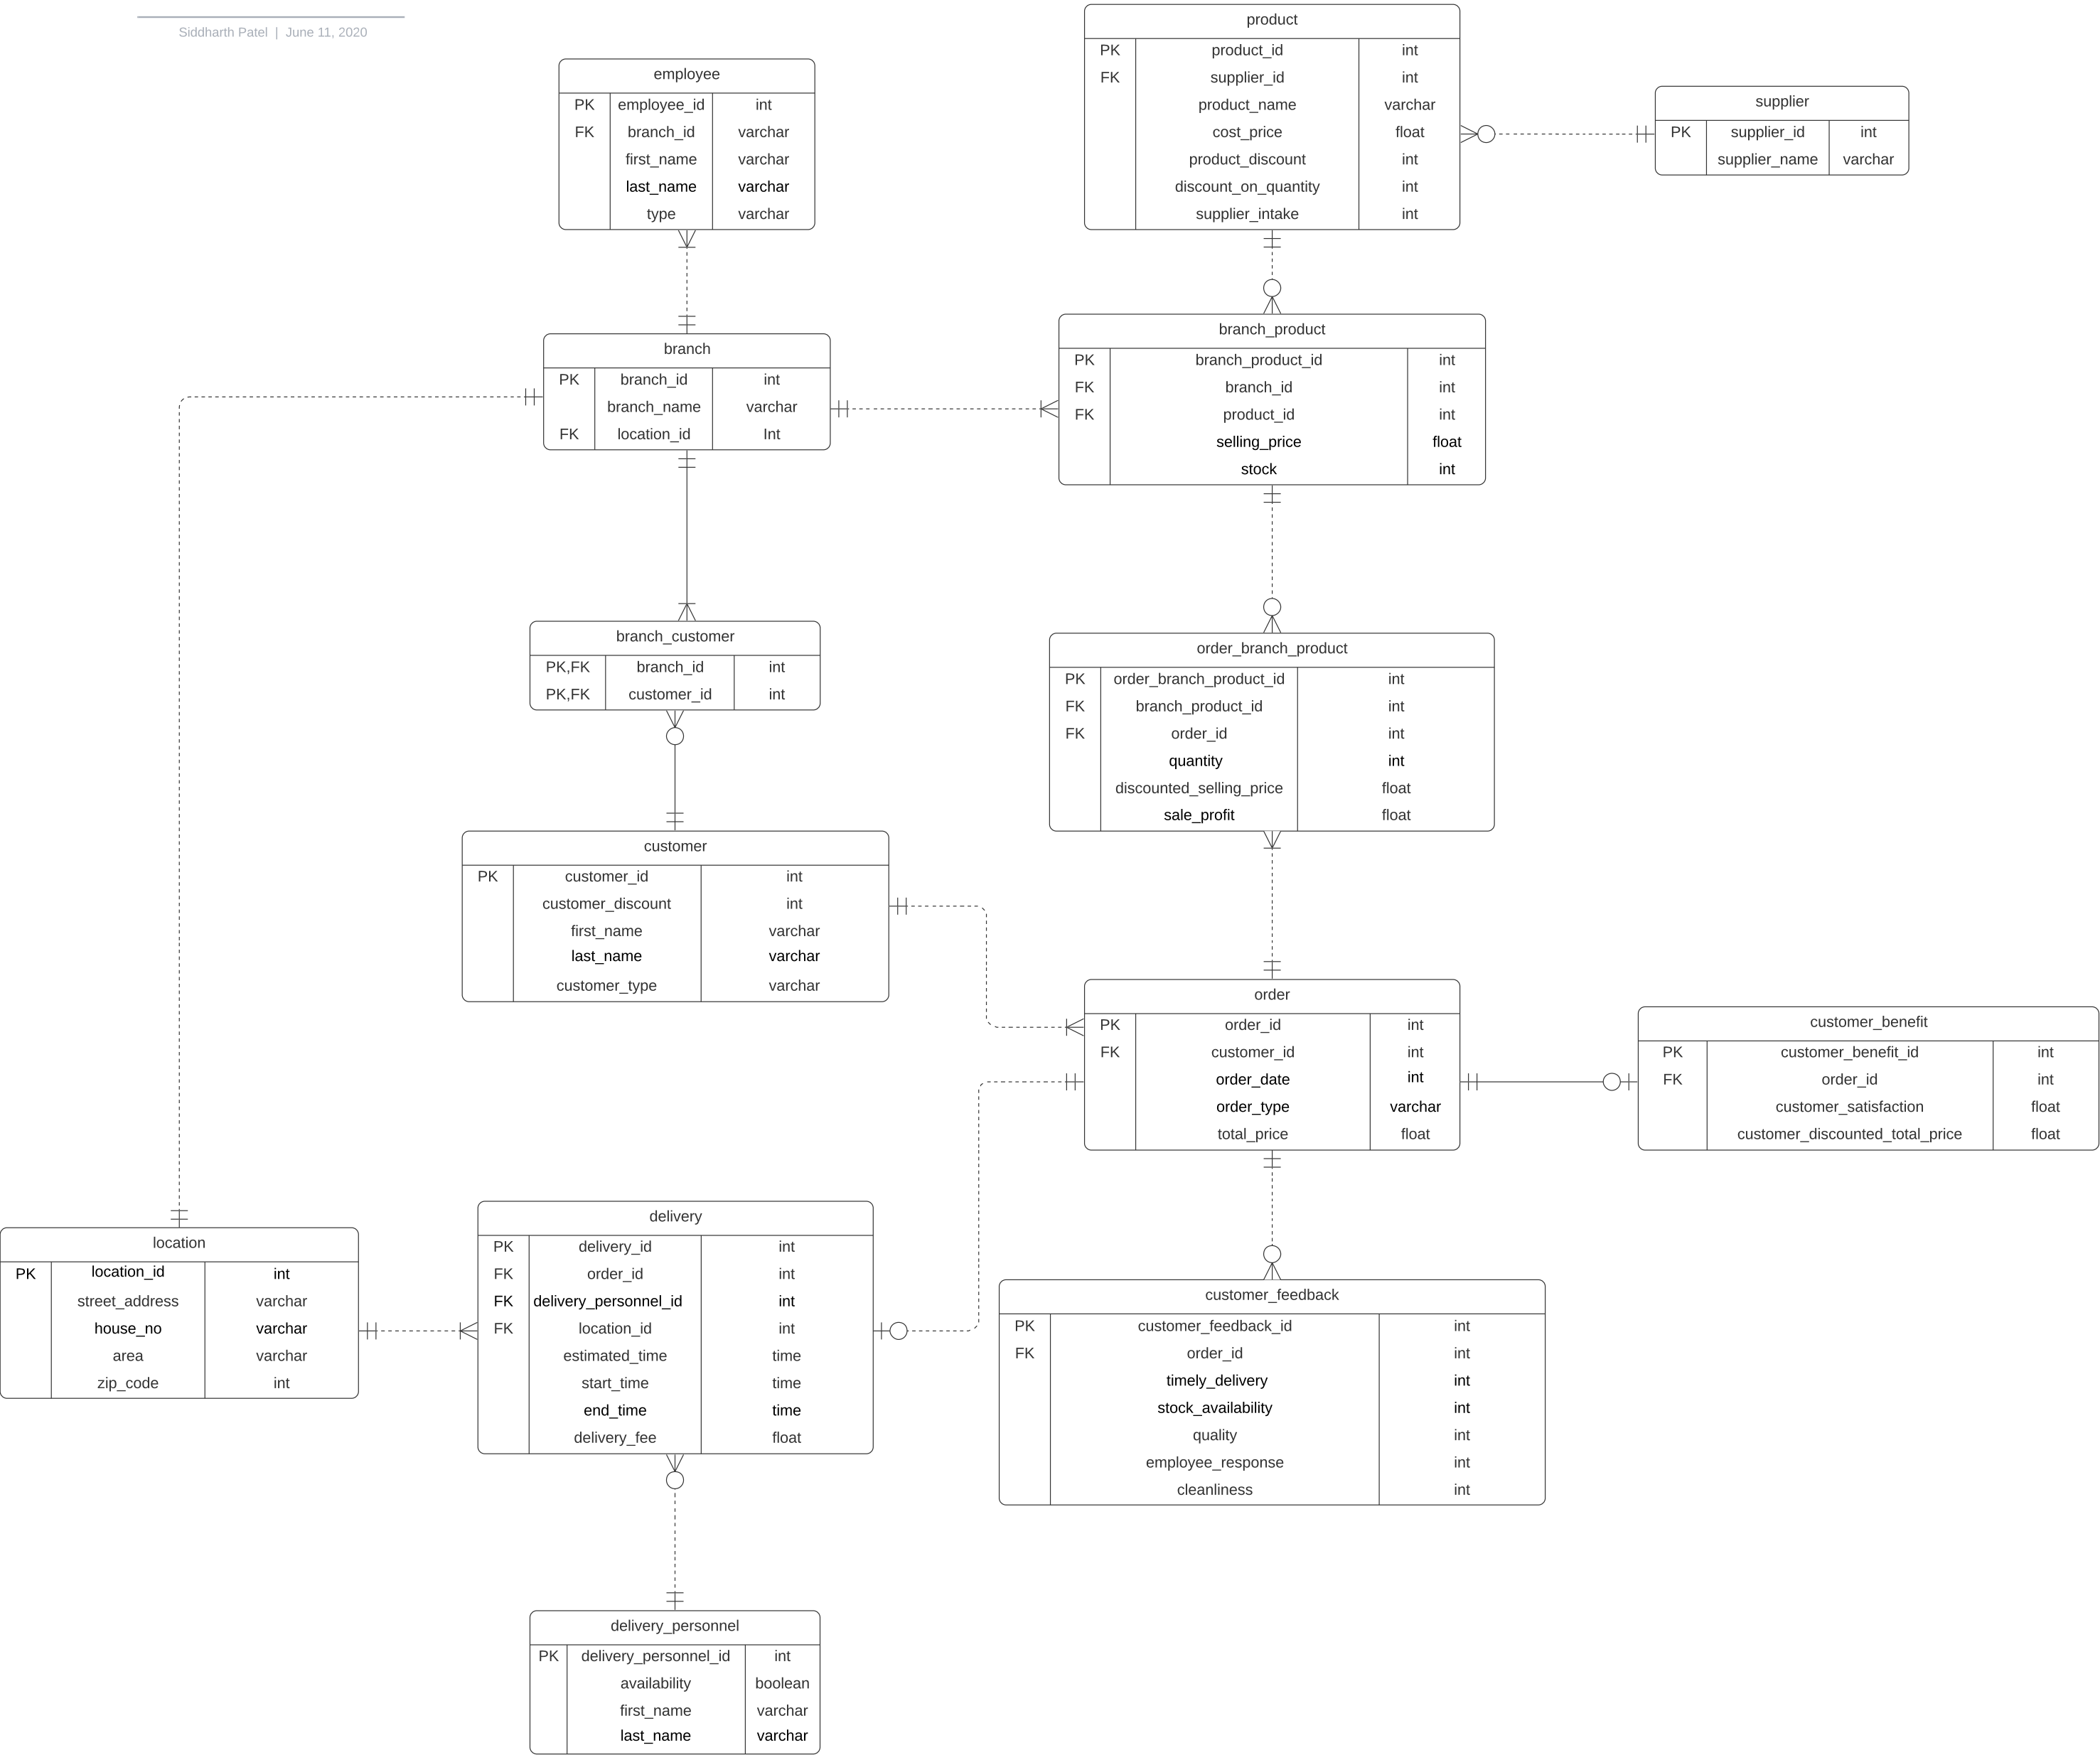 Siddharth Patel | June 11, 2020
employee
PK employee_id int
FK branch_id varchar
first_name varchar
last_name varchar
type varchar
product
PK product_id int
FK supplier_id int
product_name varchar
cost_price float
product_discount int
discount_on_quantity int
supplier_intake int
supplier
PK supplier_id int
supplier_name varchar
branch
PK branch_id int
branch_name varchar
FK location_id Int
branch_product
PK branch_product_id int
FK branch_id int
FK product_id int
selling_price float
stock int
branch_customer
PK,FK branch_id int
PK,FK customer_id int
order_branch_product
PK order_branch_product_id int
FK branch_product_id int
FK order_id int
quantity int
discounted_selling_price float
sale_profit float
customer
PK customer_id int
customer_discount int
first_name varchar
last_name varchar
customer_type varchar
order
PK order_id int
FK customer_id int
order_date int
order_type varchar
total_price float
customer_benefit
PK customer_benefit_id int
FK order_id int
customer_satisfaction float
customer_discounted_total_price float
location
PK location_id int
street_address varchar
house_no varchar
area varchar
zip_code int
delivery
PK delivery_id int
FK order_id int
FK delivery_personnel_id int
FK location_id int
estimated_time time
start_time time
end_time time
delivery_fee float
customer_feedback
PK customer_feedback_id int
FK order_id int
timely_delivery int
stock_availability int
quality int
employee_response int
cleanliness int
delivery_personnel
PK delivery_personnel_id int
availability boolean
first_name varchar
last_name varchar